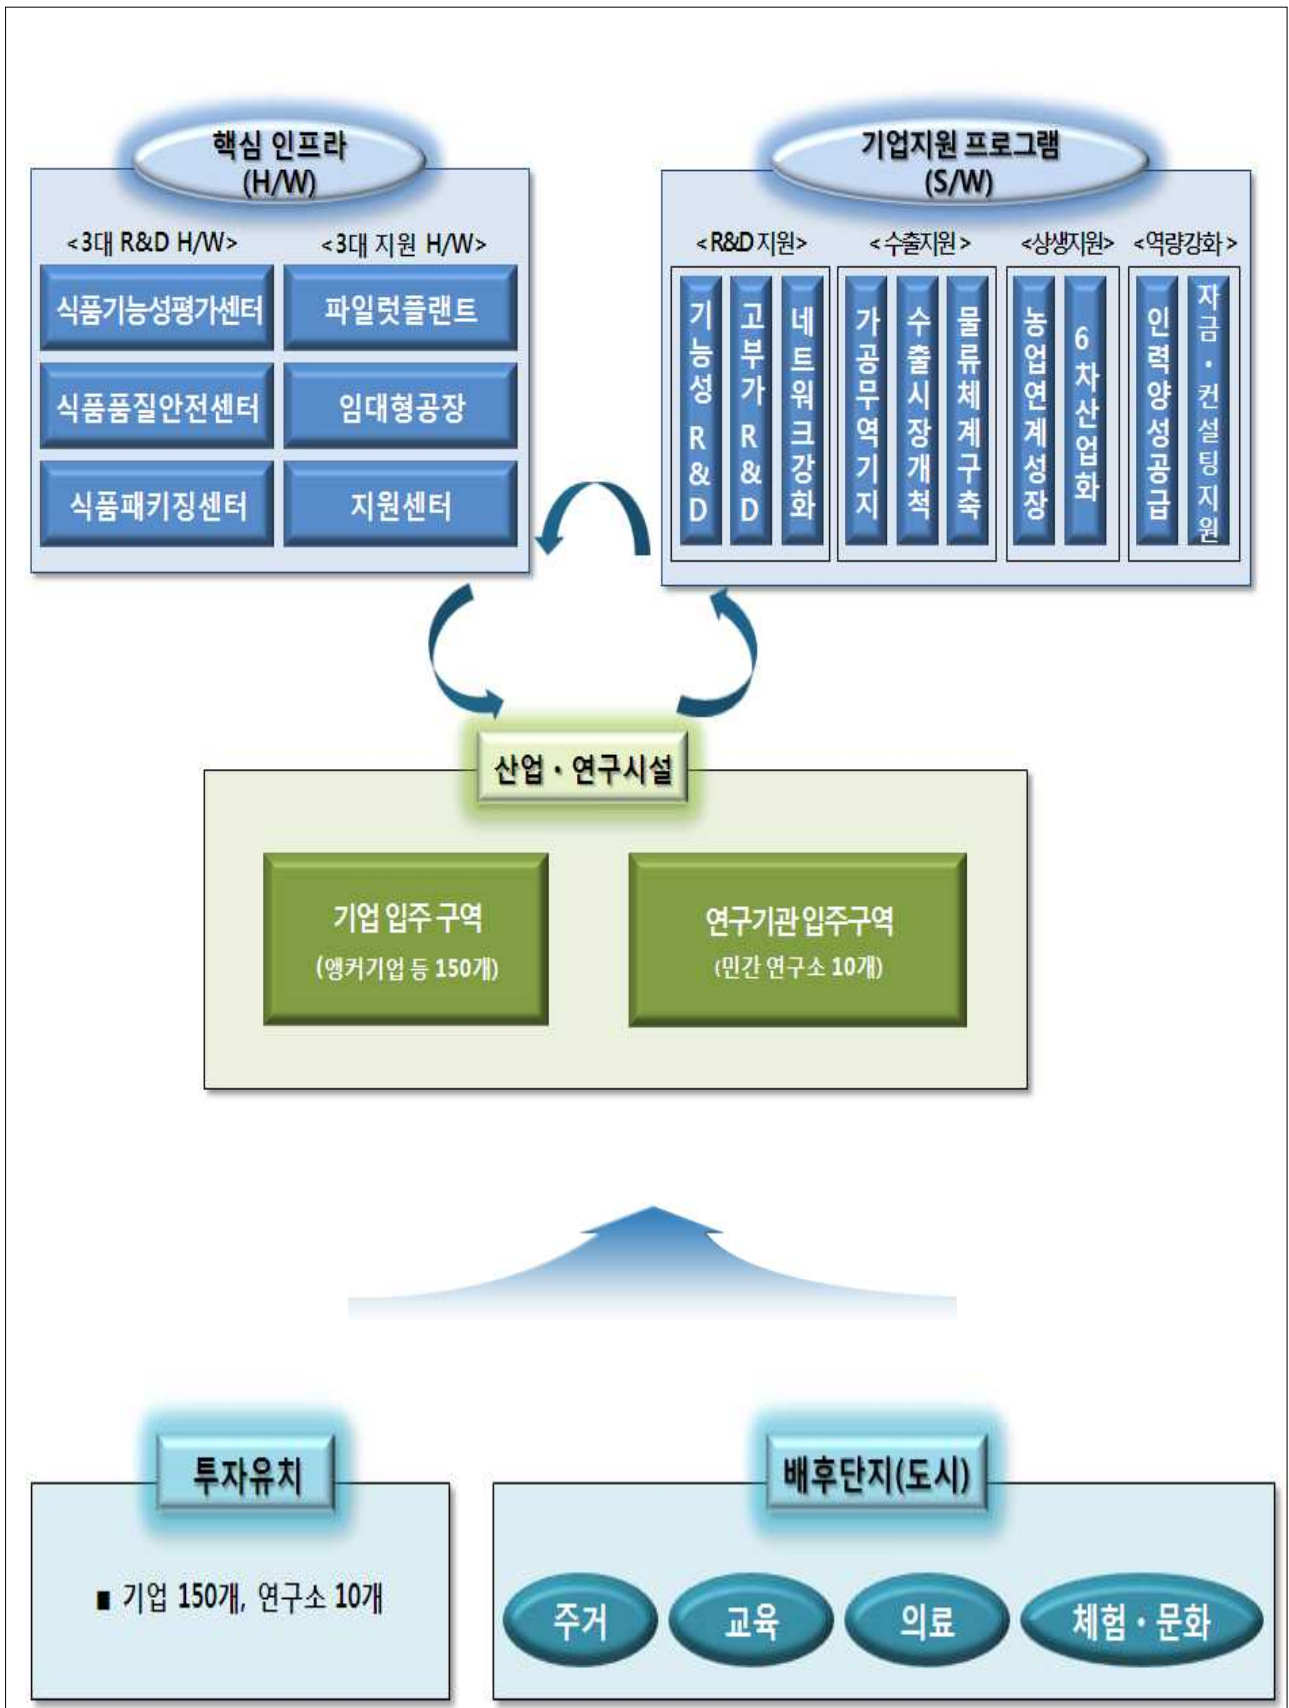 핵심 인프라
(H/W)
<3대 R&D H/W>
<3대 지원 H/W>
식품기능성평가센터
파일럿플랜트
식품품질안전센터
임대형공장
식품패키징센터
지원센터
기업지원 프로그램
(S/W)
<R&D 지원>
<수출지원>
<상생지원>
<역량강화>
기능성 R&D
고부가 R&D
네트워크강화
가공무역기지
수출시장개척
물류체계구축
농업연계성장
6차산업화
인력양성공급
자금·컨설팅지원
산업·연구시설
기업 입주 구역
(앵커기업 등 150개)
연구기관 입주구역
(민간 연구소 10개)
투자유치
■ 기업 150개, 연구소 10개
배후단지(도시)
주거
교육
의료
체험·문화